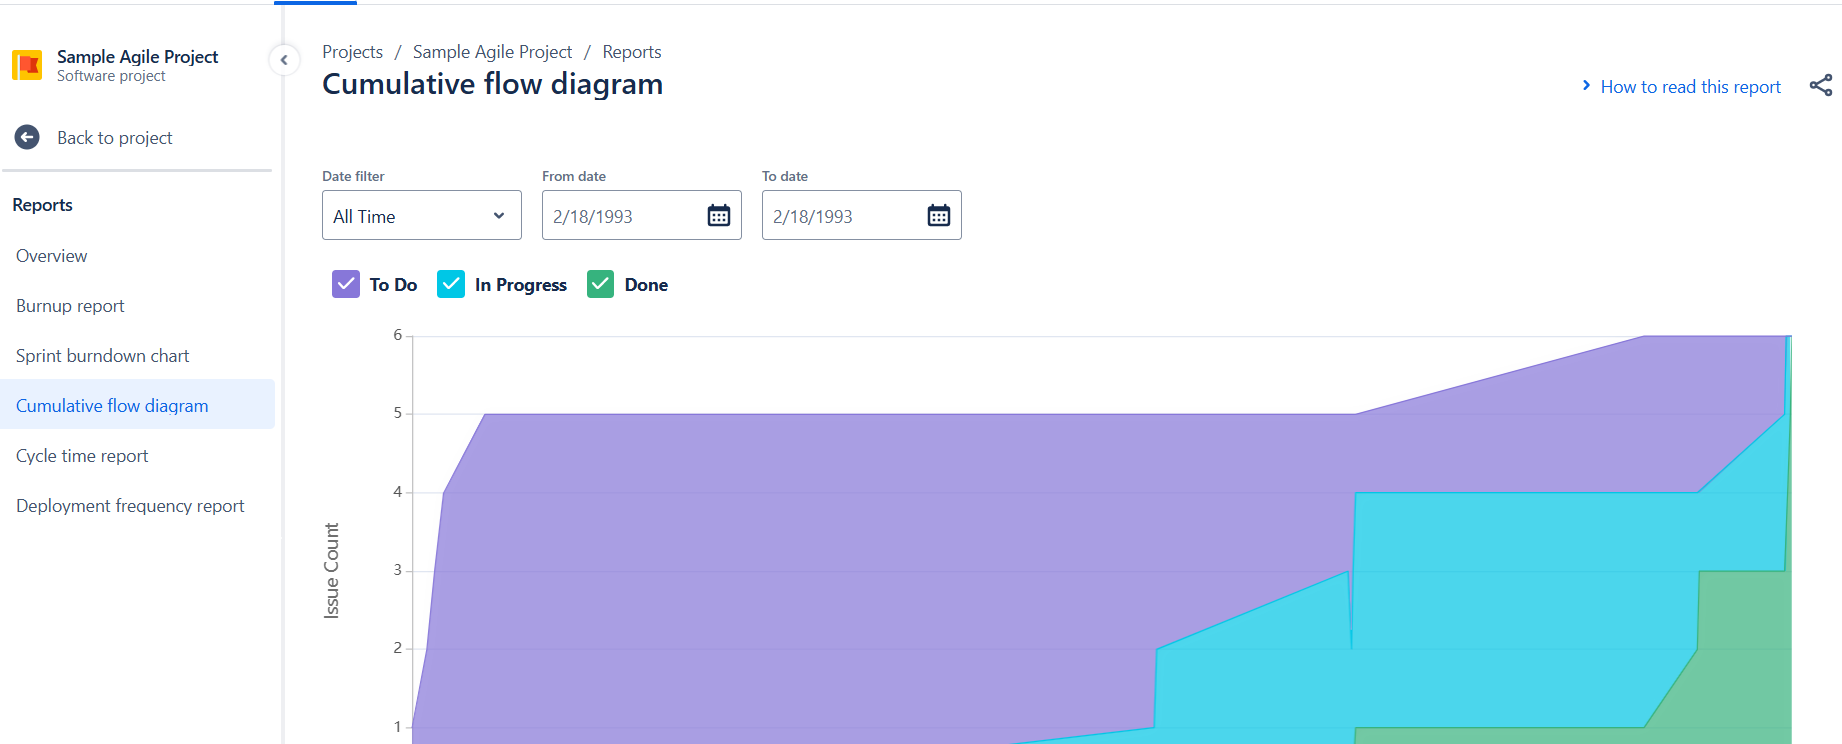 Sample Agile Project
Software project
Back to project
Reports
Overview
Burnup report
Sprint burndown chart
Cumulative flow diagram
Cycle time report
Deployment frequency report
Projects / Sample Agile Project / Reports
Cumulative flow diagram
How to read this report
Date filter
From date
To date
All Time
2/18/1993
2/18/1993
To Do
In Progress
Done
6
5
4
3
2
1
Issue Count